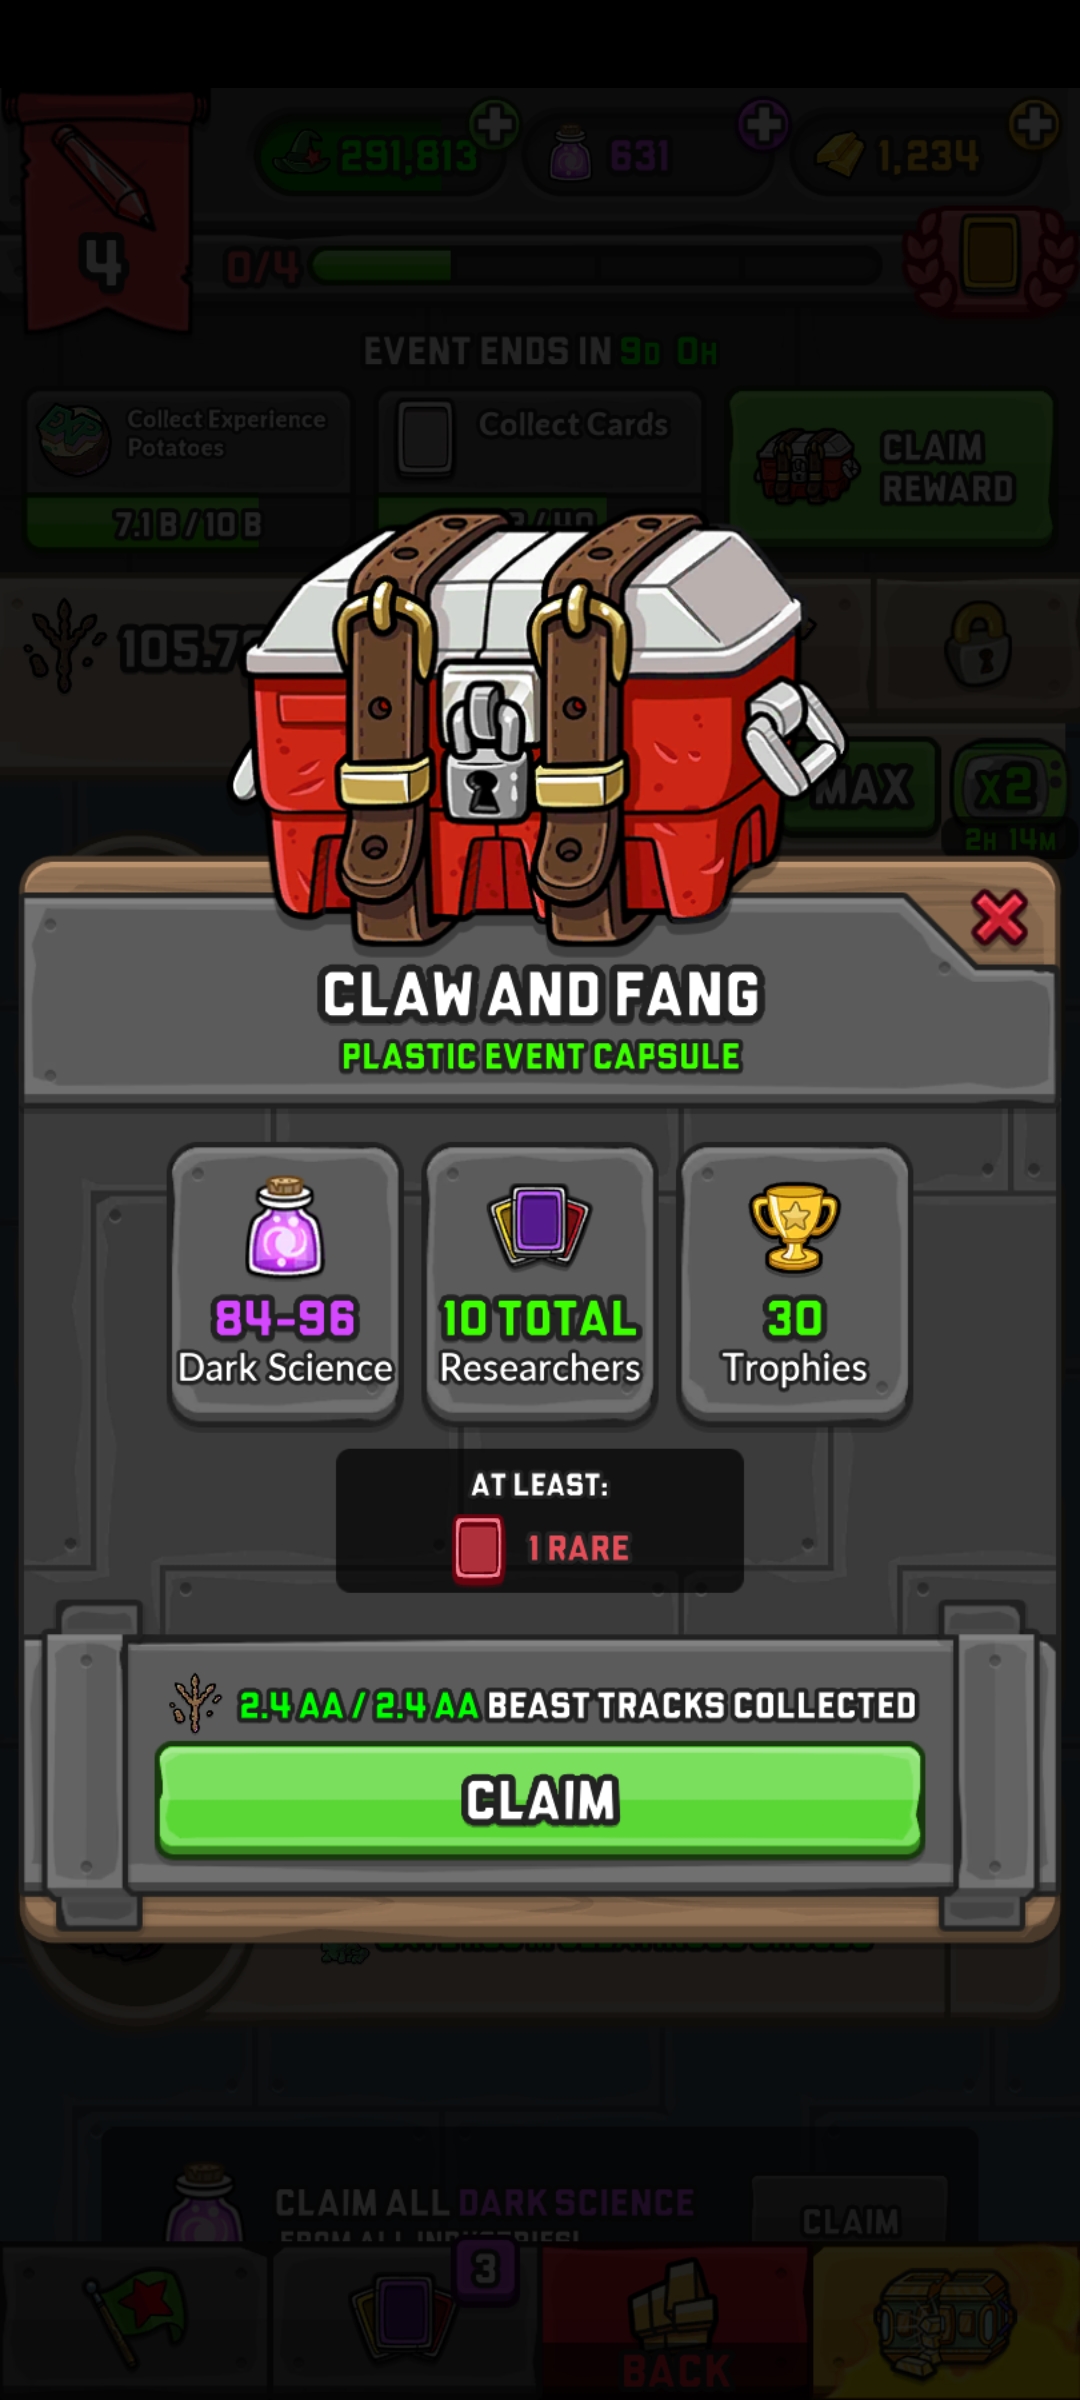 291,813
631
1,234
4
0/4
EVENT ENDS IN 9D 0H
Collect Experience
Potatoes
7.1 B / 10 B
Collect Cards
CLAIM
REWARD
MAX
x2
2H 14M
CLAW AND FANG
PLASTIC EVENT CAPSULE
84-96
Dark Science
10 TOTAL
Researchers
30
Trophies
AT LEAST:
1 RARE
2.4 AA / 2.4 AA BEAST TRACKS COLLECTED
CLAIM
CLAIM ALL DARK SCIENCE
FROM ALL INDUSTRIES!
CLAIM
3
BACK